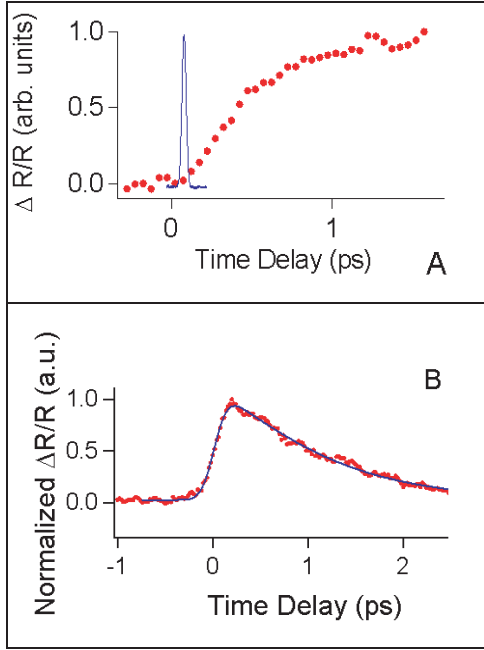 Δ R/R (arb. units)
1.0
0.5
0.0
0
1
Time Delay (ps)
A
B
Normalized ΔR/R (a.u.)
1.0
0.5
0.0
-1
0
1
2
Time Delay (ps)